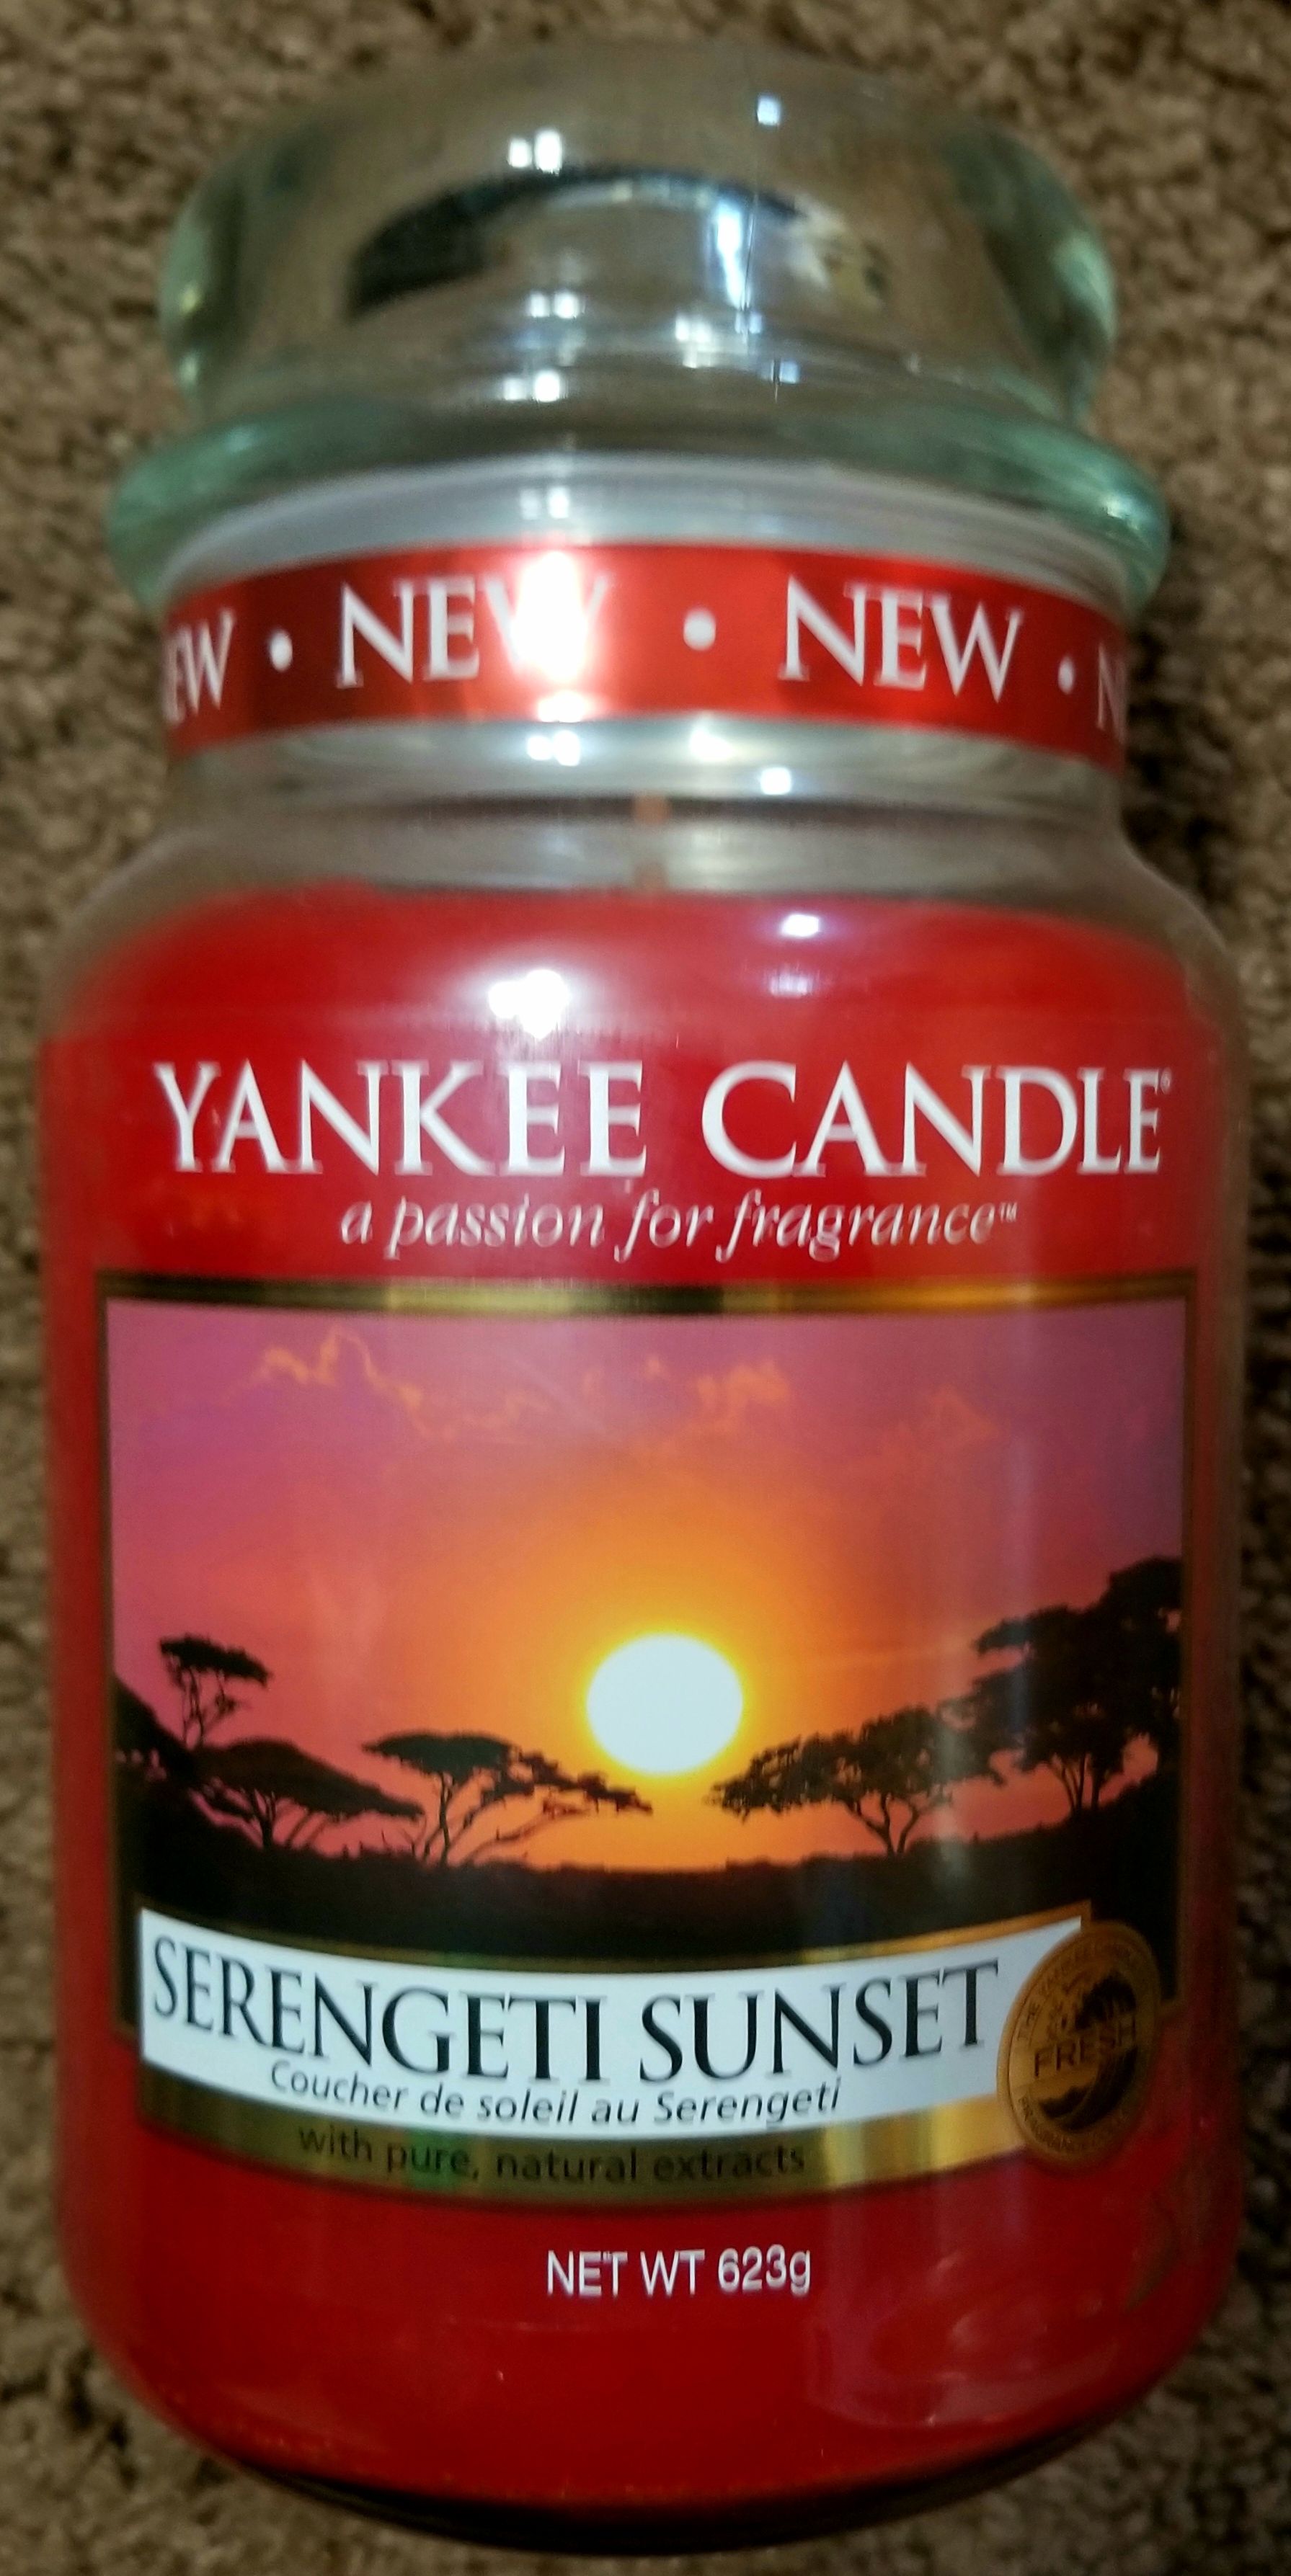 NEW • NEW •
YANKEE CANDLE®
a passion for fragrance™
SERENGETI SUNSET
Coucher de soleil au Serengeti
FRESH
with pure, natural extracts
NET WT 623g